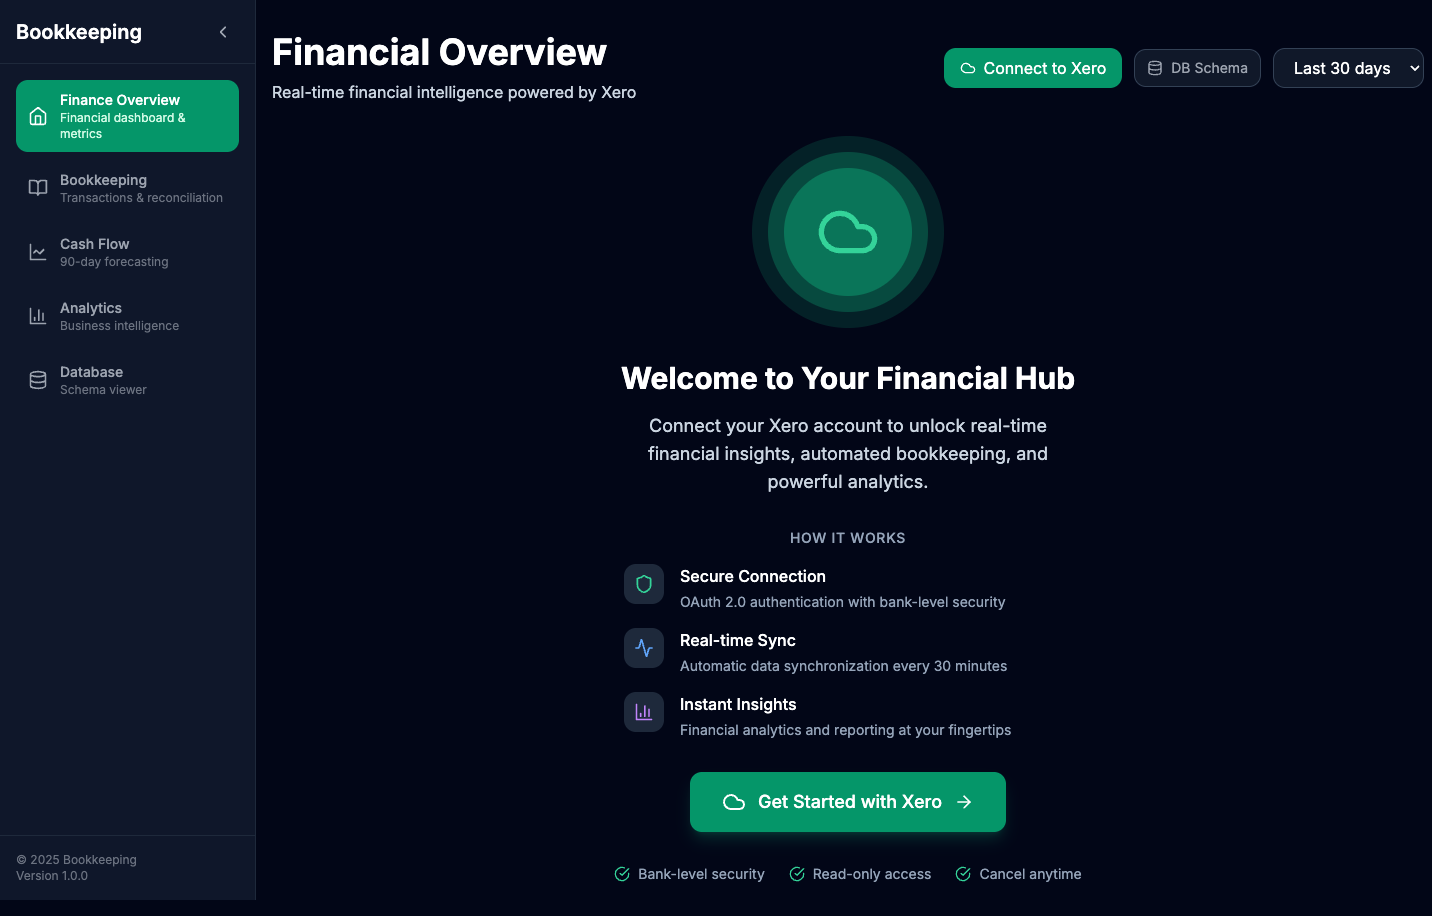 Bookkeeping
Finance Overview
Financial dashboard &
metrics
Bookkeeping
Transactions & reconciliation
Cash Flow
90-day forecasting
Analytics
Business intelligence
Database
Schema viewer
© 2025 Bookkeeping
Version 1.0.0
Financial Overview
Real-time financial intelligence powered by Xero
Connect to Xero
DB Schema
Last 30 days
Welcome to Your Financial Hub
Connect your Xero account to unlock real-time
financial insights, automated bookkeeping, and
powerful analytics.
HOW IT WORKS
Secure Connection
OAuth 2.0 authentication with bank-level security
Real-time Sync
Automatic data synchronization every 30 minutes
Instant Insights
Financial analytics and reporting at your fingertips
Get Started with Xero
Bank-level security
Read-only access
Cancel anytime